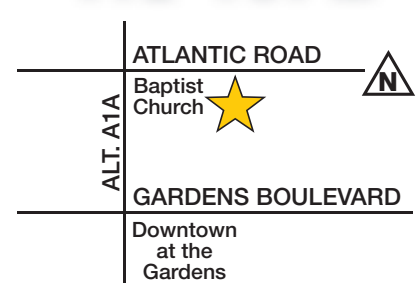 ATLANTIC ROAD
N
Baptist
Church
ALT. A1A
GARDENS BOULEVARD
Downtown
at the
Gardens